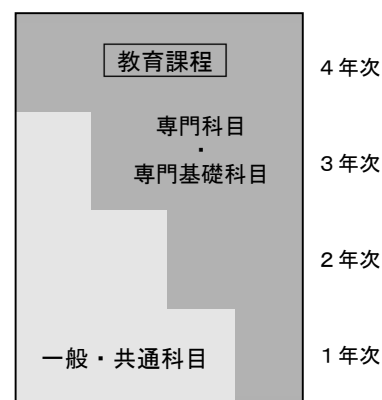 教育課程
4年次
専門科目
・
専門基礎科目
3年次
2年次
一般・共通科目
1年次